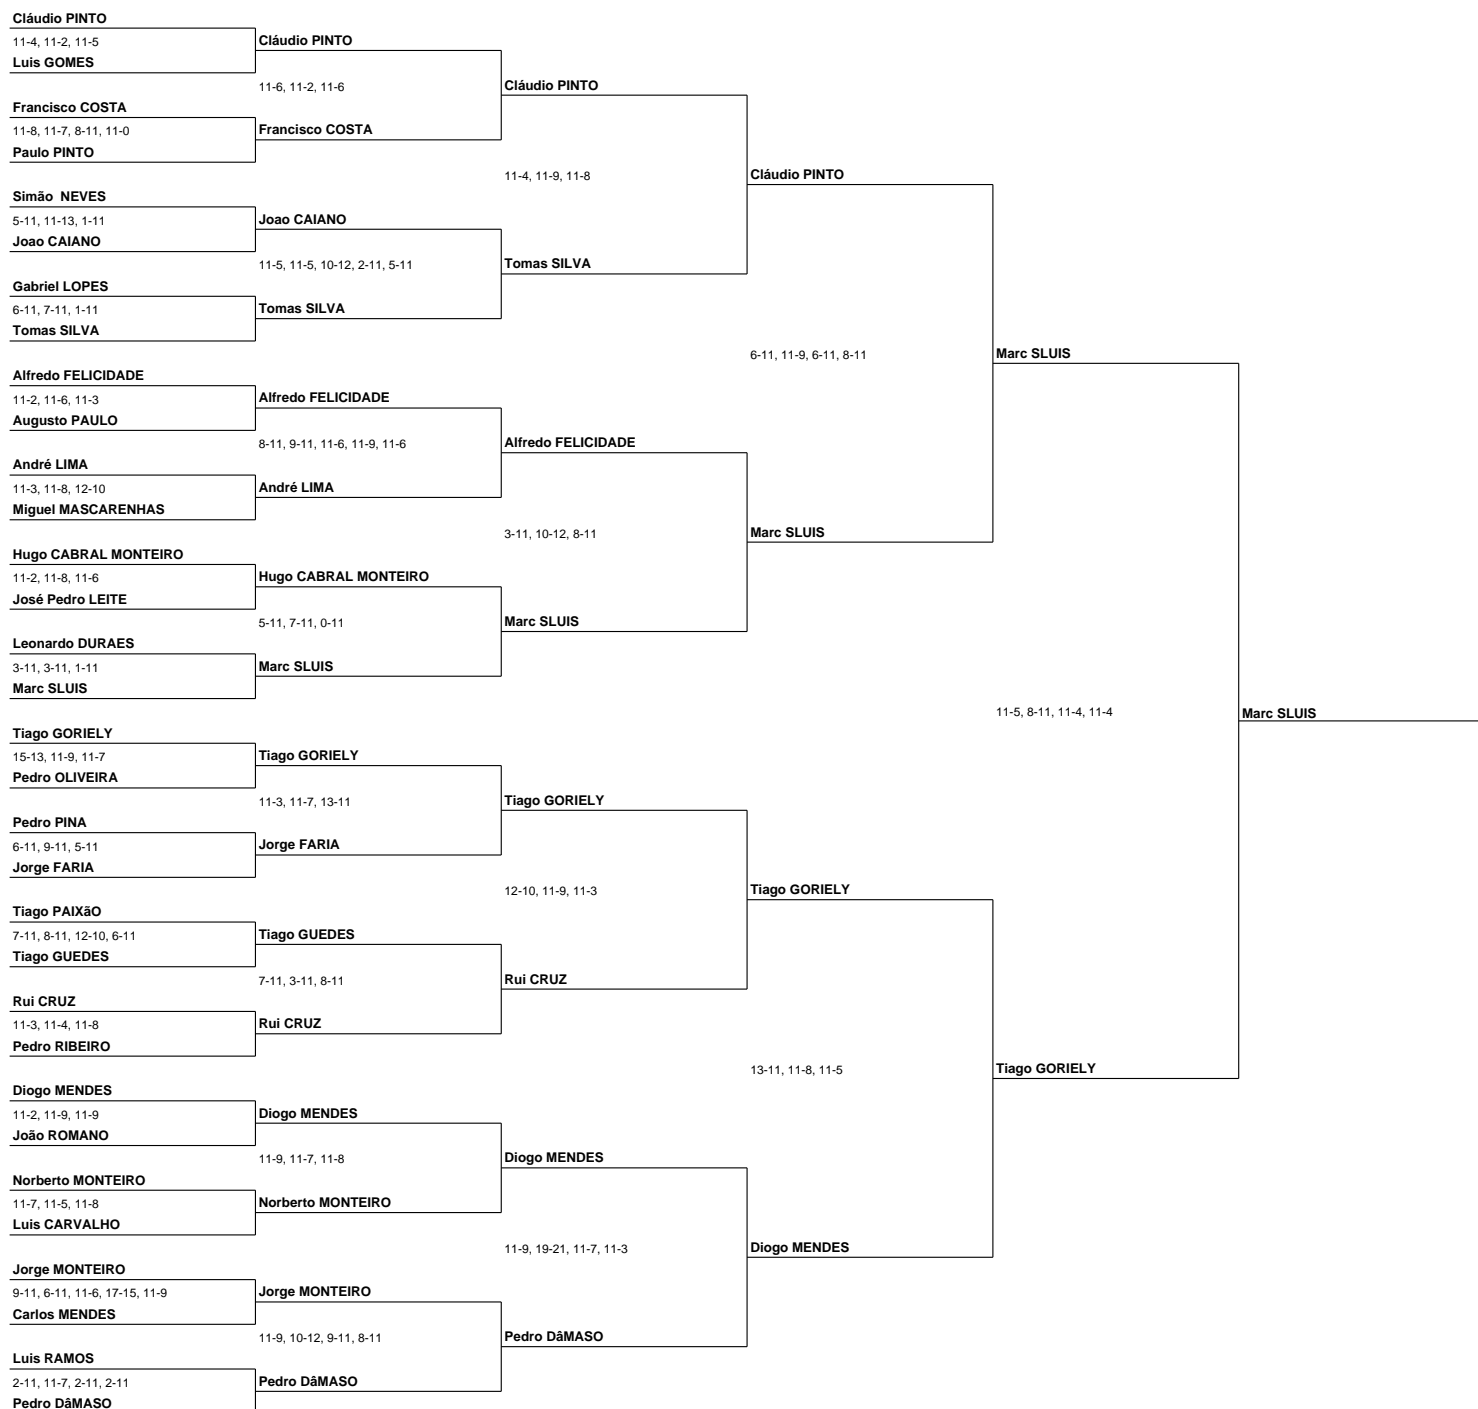 Cláudio PINTO
11-4, 11-2, 11-5
Cláudio PINTO
Luis GOMES
11-6, 11-2, 11-6
Cláudio PINTO
Francisco COSTA
11-8, 11-7, 8-11, 11-0
Francisco COSTA
Paulo PINTO
11-4, 11-9, 11-8
Cláudio PINTO
Simão  NEVES
5-11, 11-13, 1-11
Joao CAIANO
Joao CAIANO
11-5, 11-5, 10-12, 2-11, 5-11
Tomas SILVA
Gabriel LOPES
6-11, 7-11, 1-11
Tomas SILVA
Tomas SILVA
6-11, 11-9, 6-11, 8-11
Marc SLUIS
Alfredo FELICIDADE
11-2, 11-6, 11-3
Alfredo FELICIDADE
Augusto PAULO
8-11, 9-11, 11-6, 11-9, 11-6
Alfredo FELICIDADE
André LIMA
11-3, 11-8, 12-10
André LIMA
Miguel MASCARENHAS
3-11, 10-12, 8-11
Marc SLUIS
Hugo CABRAL MONTEIRO
11-2, 11-8, 11-6
Hugo CABRAL MONTEIRO
José Pedro LEITE
5-11, 7-11, 0-11
Marc SLUIS
Leonardo DURAES
3-11, 3-11, 1-11
Marc SLUIS
Marc SLUIS
11-5, 8-11, 11-4, 11-4
Marc SLUIS
Tiago GORIELY
15-13, 11-9, 11-7
Tiago GORIELY
Pedro OLIVEIRA
11-3, 11-7, 13-11
Tiago GORIELY
Pedro PINA
6-11, 9-11, 5-11
Jorge FARIA
Jorge FARIA
12-10, 11-9, 11-3
Tiago GORIELY
Tiago PAIXãO
7-11, 8-11, 12-10, 6-11
Tiago GUEDES
Tiago GUEDES
7-11, 3-11, 8-11
Rui CRUZ
Rui CRUZ
11-3, 11-4, 11-8
Rui CRUZ
Pedro RIBEIRO
13-11, 11-8, 11-5
Tiago GORIELY
Diogo MENDES
11-2, 11-9, 11-9
Diogo MENDES
João ROMANO
11-9, 11-7, 11-8
Diogo MENDES
Norberto MONTEIRO
11-7, 11-5, 11-8
Norberto MONTEIRO
Luis CARVALHO
11-9, 19-21, 11-7, 11-3
Diogo MENDES
Jorge MONTEIRO
9-11, 6-11, 11-6, 17-15, 11-9
Jorge MONTEIRO
Carlos MENDES
11-9, 10-12, 9-11, 8-11
Pedro DâMASO
Luis RAMOS
2-11, 11-7, 2-11, 2-11
Pedro DâMASO
Pedro DâMASO